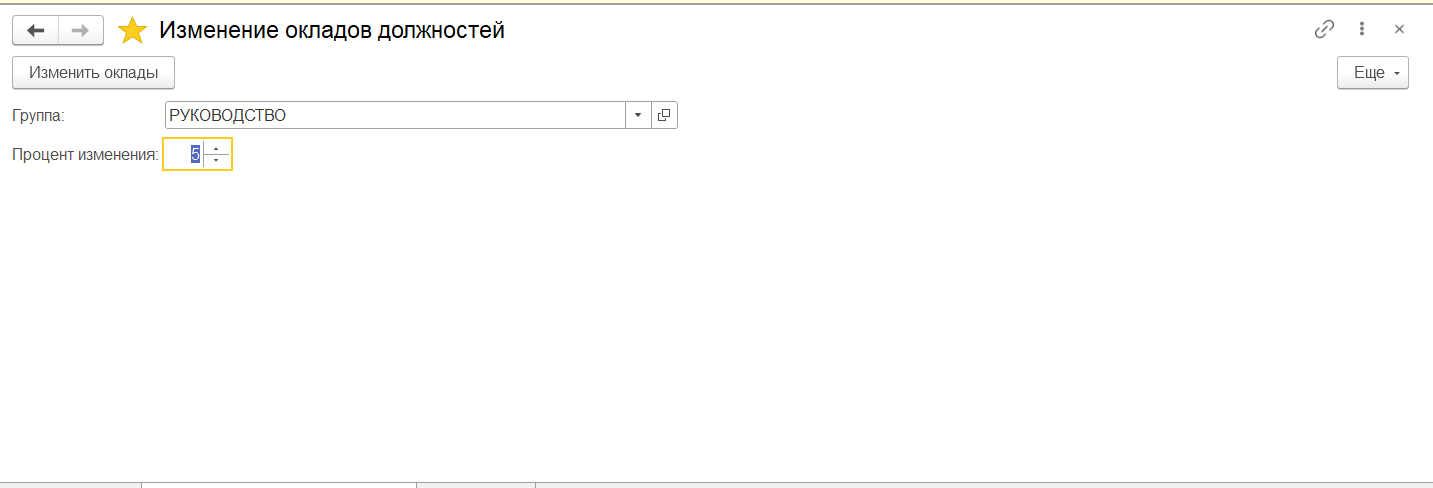 Изменение окладов должностей
Изменить оклады
Еще
Группа:
РУКОВОДСТВО
Процент изменения:
5